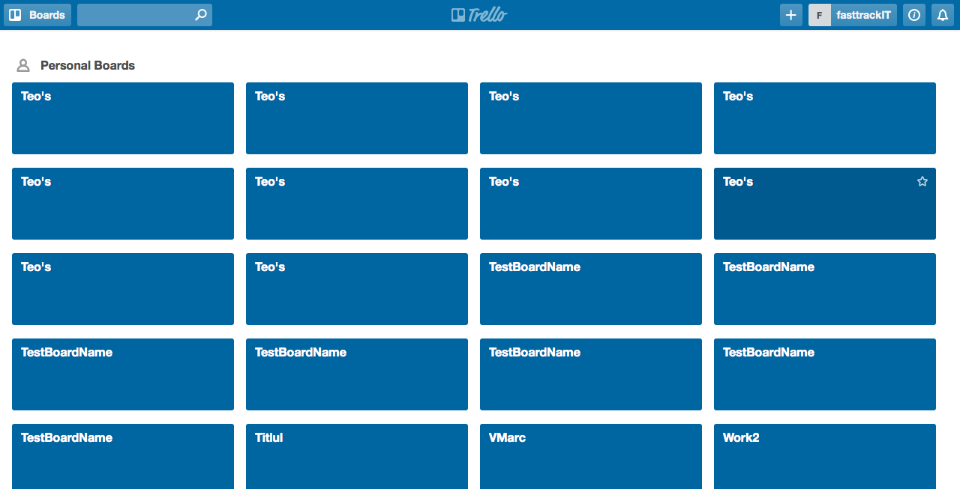 Boards
Trello
F fasttrackIT
Personal Boards
Teo's Teo's Teo's Teo's
Teo's Teo's Teo's Teo's
Teo's Teo's TestBoardName TestBoardName
TestBoardName TestBoardName TestBoardName TestBoardName
TestBoardName Titlul VMarc Work2